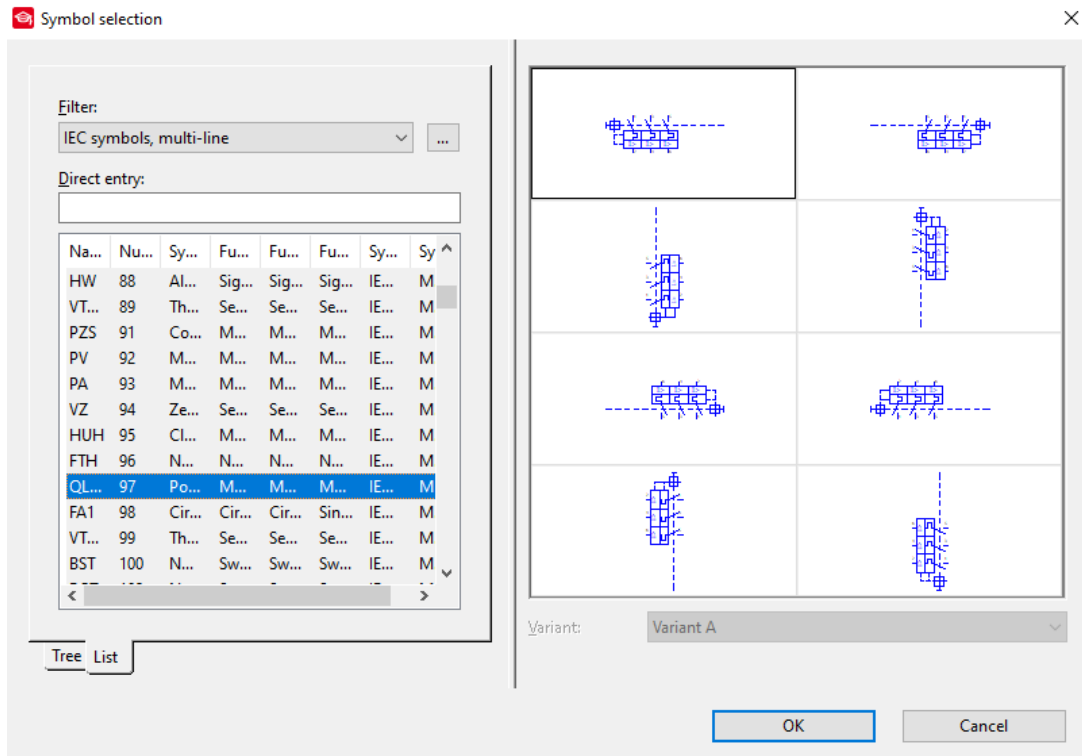 Symbol selection
Filter:
IEC symbols, multi-line
...
Direct entry:
Na... Nu... Sy... Fu... Fu... Fu... Sy... Sy
HW 88 Al... Sig... Sig... Sig... IE... M
VT... 89 Th... Se... Se... Se... IE... M
PZS 91 Co... M... M... M... IE... M
PV 92 M... M... M... M... IE... M
PA 93 M... M... M... M... IE... M
VZ 94 Ze... Se... Se... Se... IE... M
HUH 95 Cl... M... M... M... IE... M
FTH 96 N... N... N... N... IE... M
QL... 97 Po... M... M... M... IE... M
FA1 98 Cir... Cir... Cir... Sin... IE... M
VT... 99 Th... Se... Se... Se... IE... M
BST 100 N... Sw... Sw... Sw... IE... M
Variant: Variant A
Tree List
OK Cancel